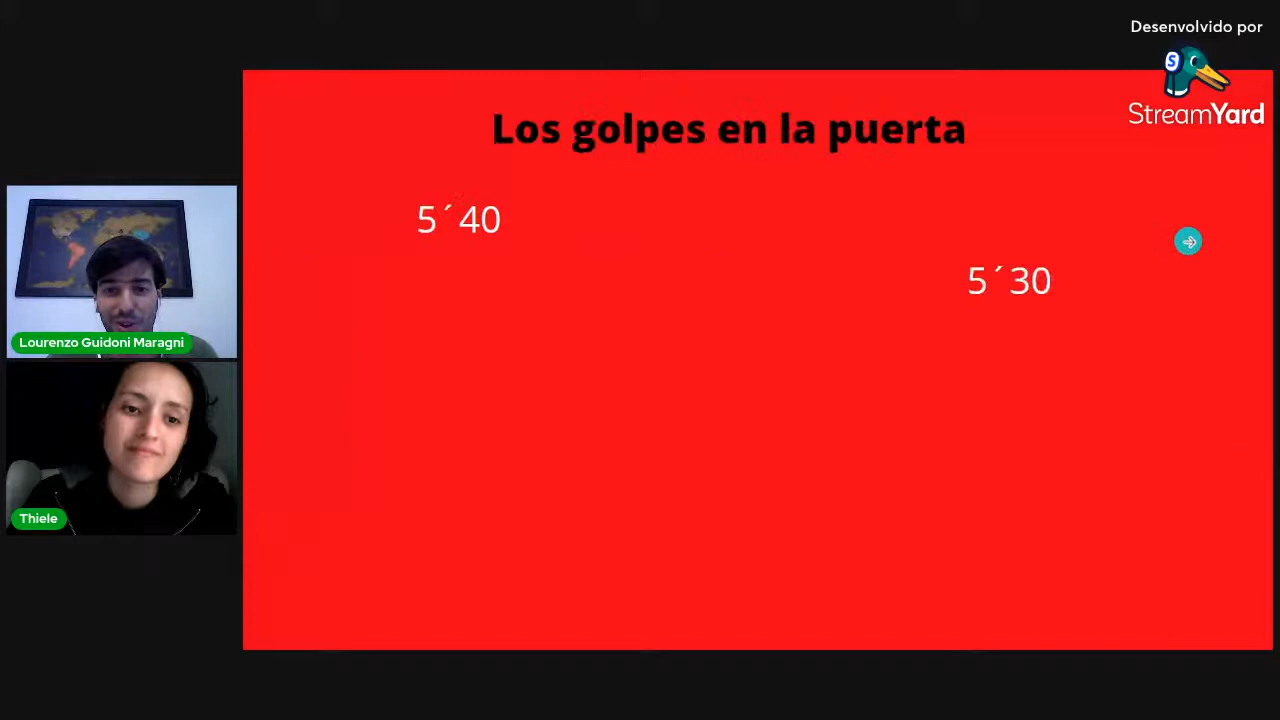 Desenvolvido por
StreamYard
Los golpes en la puerta
5´40
5´30
Lourenzo Guidoni Maragni
Thiele